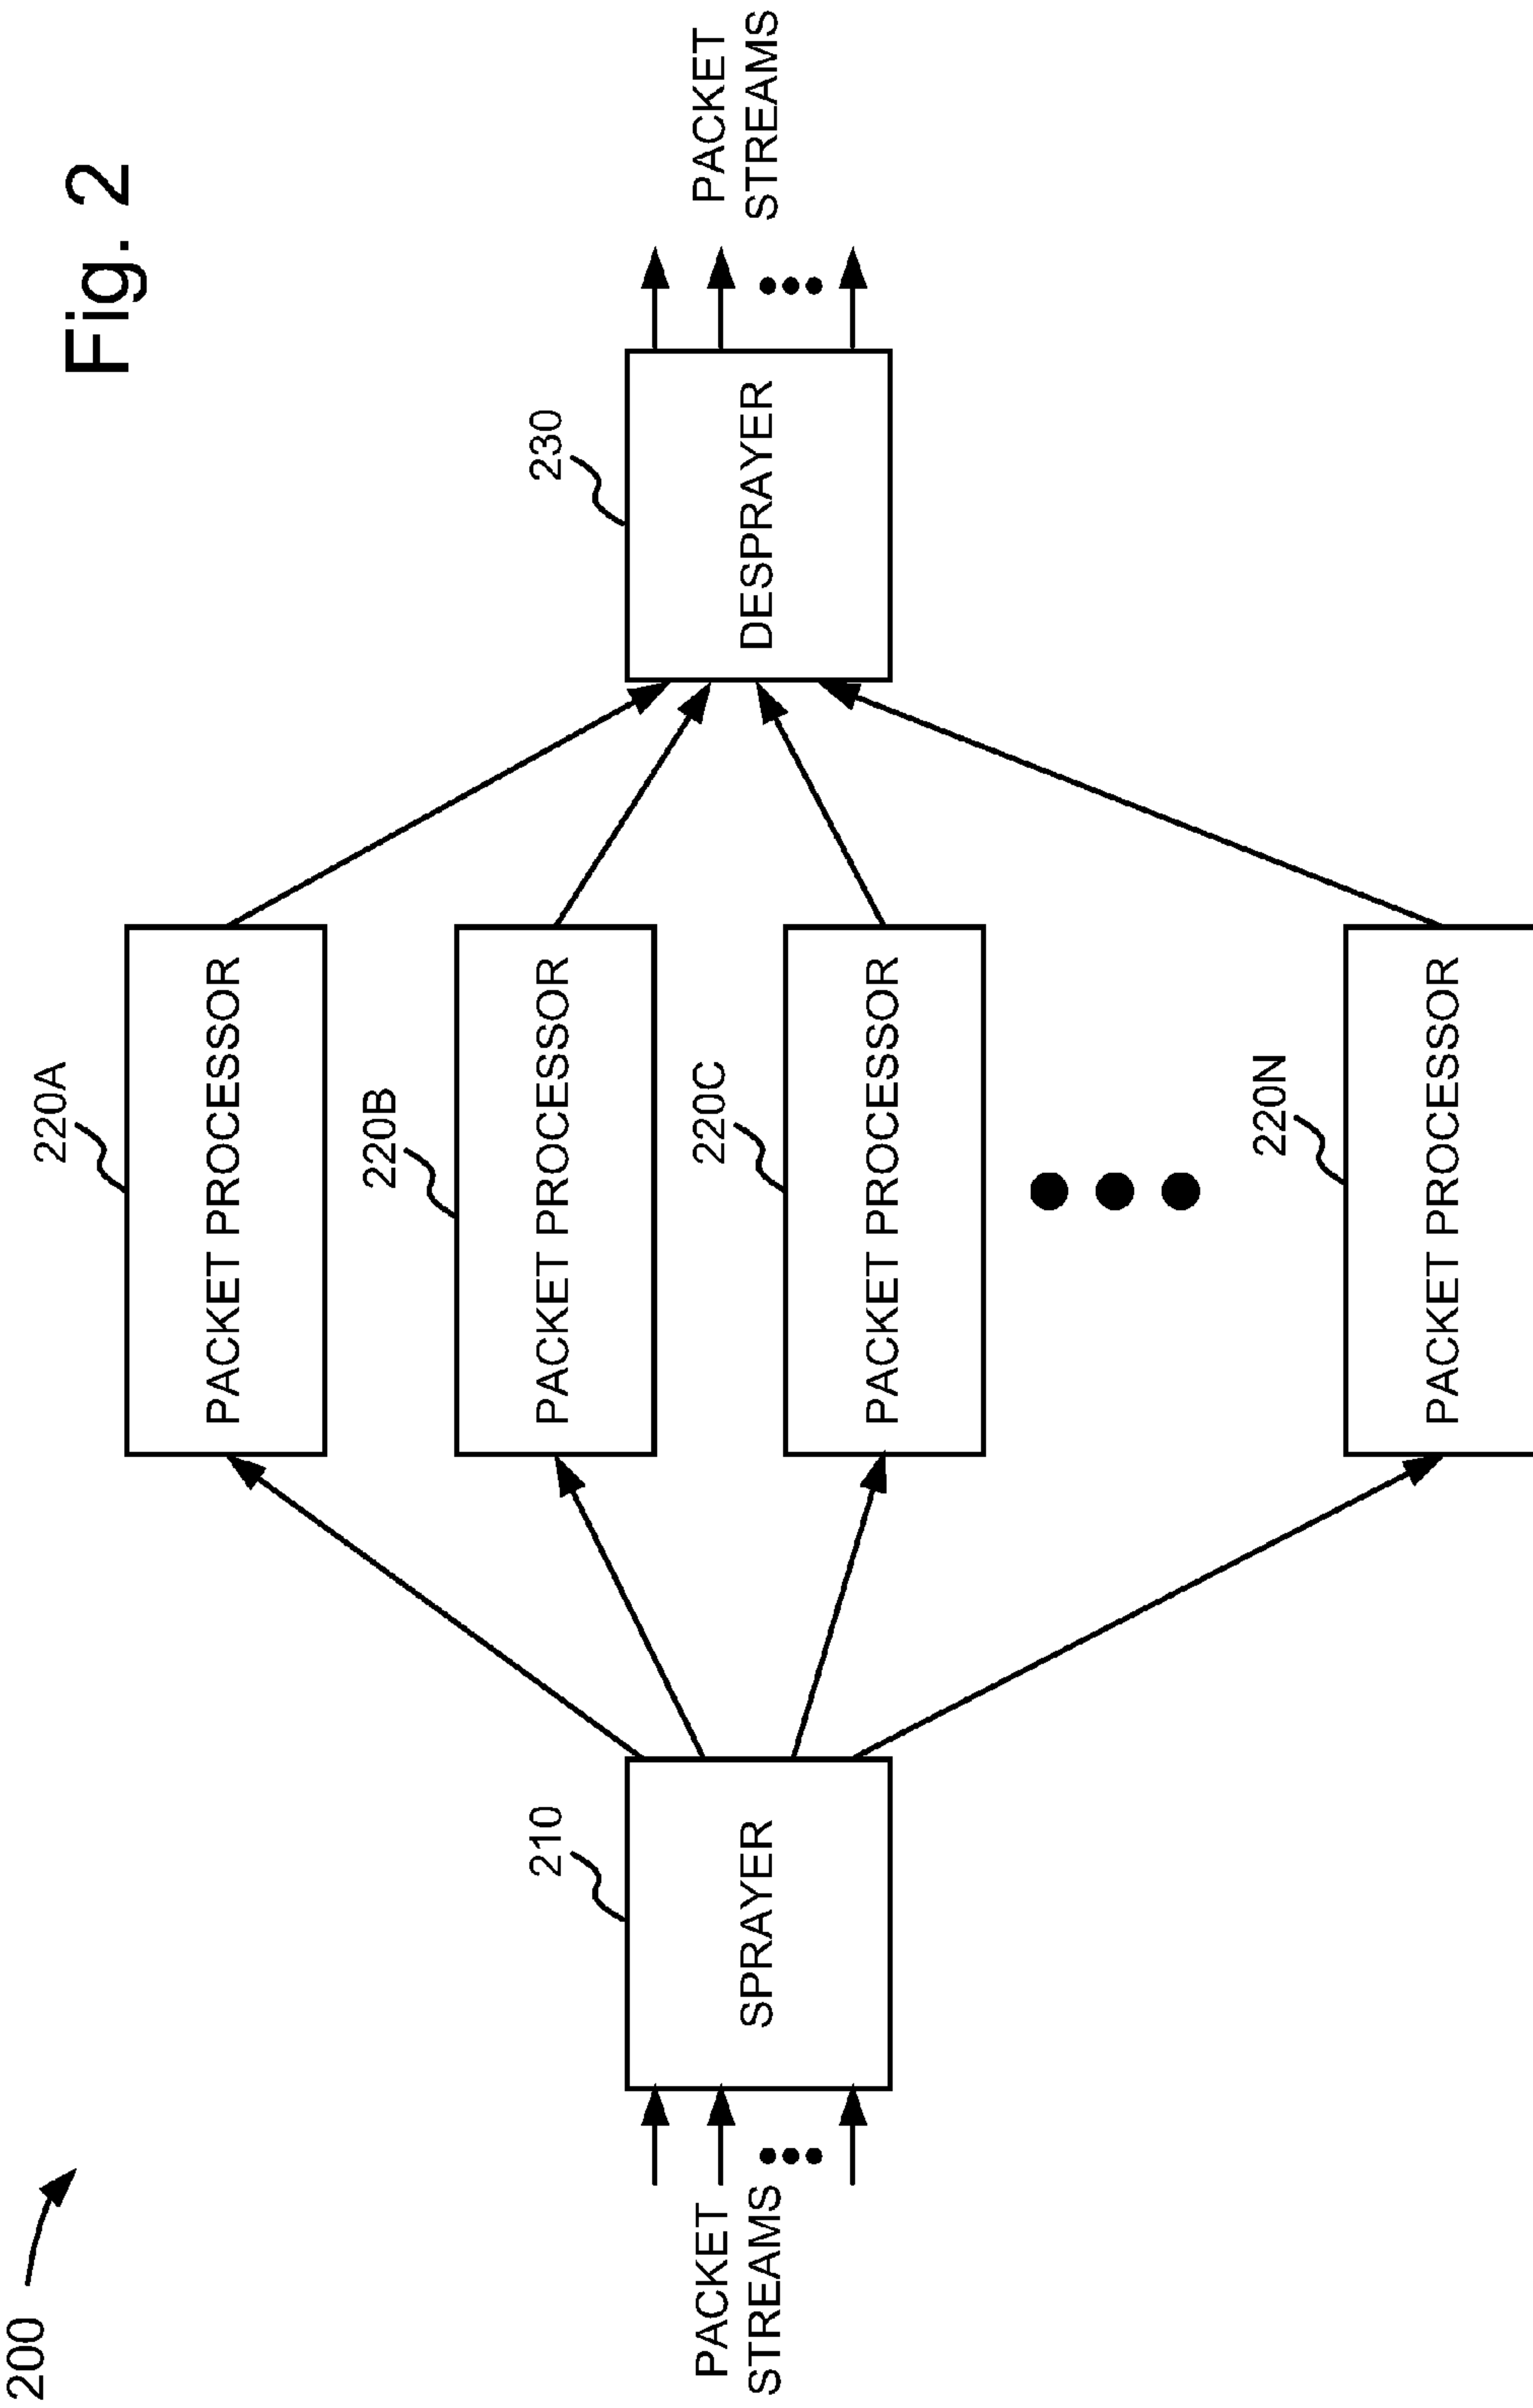 200
Fig. 2
PACKET
STREAMS
210
SPRAYER
220A
PACKET PROCESSOR
220B
PACKET PROCESSOR
220C
PACKET PROCESSOR
220N
PACKET PROCESSOR
230
DESPRAYER
PACKET
STREAMS